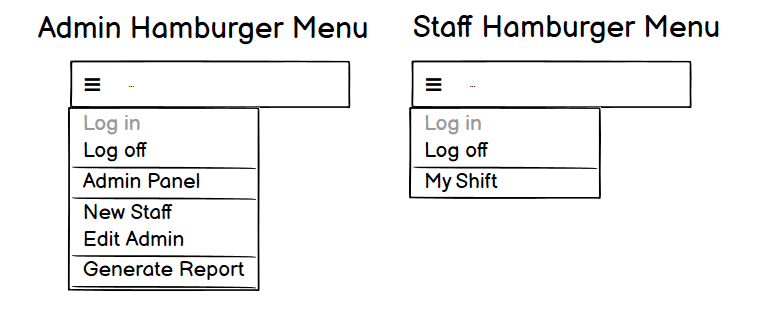 Admin Hamburger Menu
Staff Hamburger Menu
...
...
Log in
Log off
Admin Panel
New Staff
Edit Admin
Generate Report
Log in
Log off
My Shift